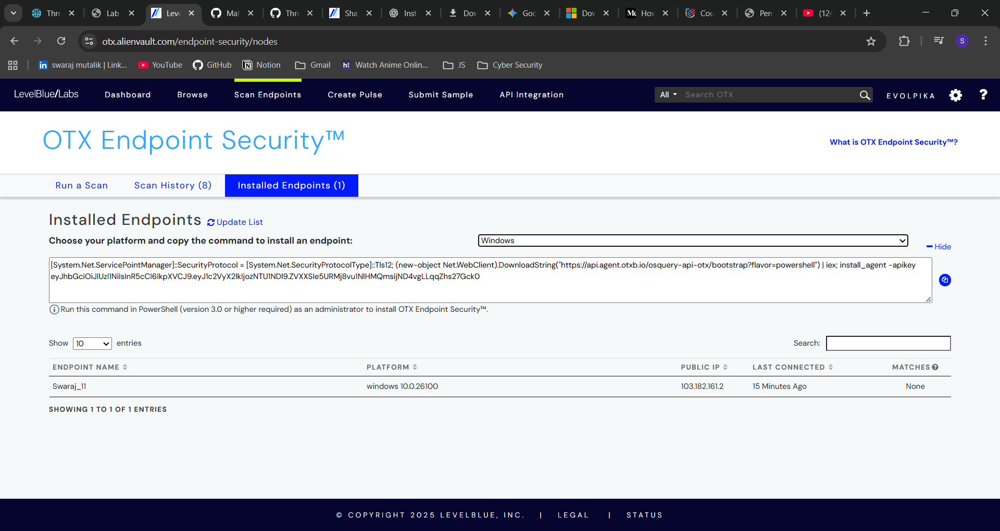 Thre
Lab
Leve
Mal
Thre
Sha
Inst
Dov
Goo
Dov
How
Cou
Pen
(124
otx.alienvault.com/endpoint-security/nodes
S
swaraj mutalik | Link...
YouTube
GitHub
Notion
Gmail
Watch Anime Onlin...
JS
Cyber Security
LevelBlue/Labs
Dashboard
Browse
Scan Endpoints
Create Pulse
Submit Sample
API Integration
All
Search OTX
EVOLPIKA
?
OTX Endpoint Security™
What is OTX Endpoint Security™?
Run a Scan
Scan History (8)
Installed Endpoints (1)
Installed Endpoints
Update List
Choose your platform and copy the command to install an endpoint:
Windows
Hide
[System.Net.ServicePointManager]::SecurityProtocol = [System.Net.SecurityProtocolType]::Tls12; (new-object Net.WebClient).DownloadString("https://api.agent.otxb.io/osquery-api-otx/bootstrap?flavor=powershell") | iex; install_agent -apikey
Run this command in PowerShell (version 3.0 or higher required) as an administrator to install OTX Endpoint Security™.
Show 10 entries
Search:
ENDPOINT NAME PLATFORM PUBLIC IP LAST CONNECTED MATCHES
Swaraj_11 windows 10.0.26100 103.182.161.2 15 Minutes Ago None
SHOWING 1 TO 1 OF 1 ENTRIES
© COPYRIGHT 2025 LEVELBLUE, INC. | LEGAL | STATUS